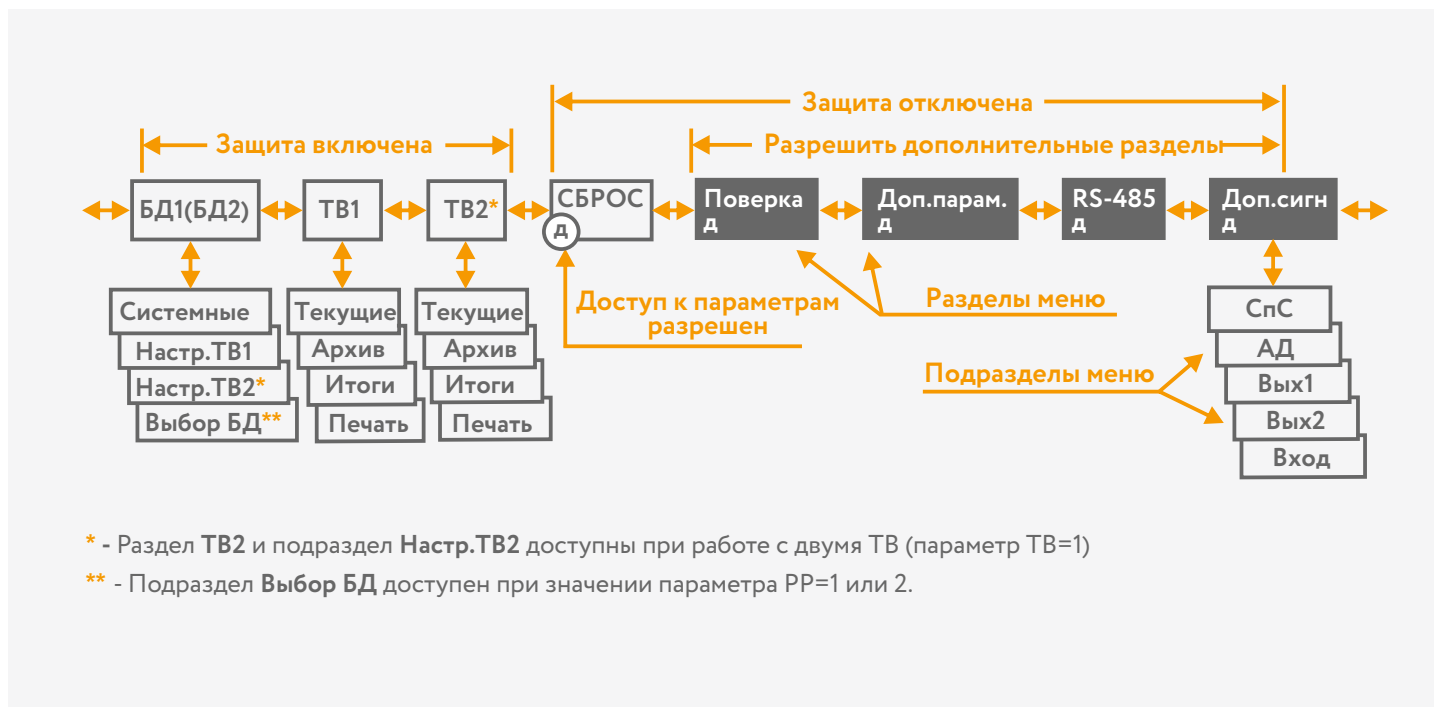 Защита отключена
Защита включена
Разрешить дополнительные разделы
БД1(БД2)
ТВ1
ТВ2*
СБРОС
д
Поверка
д
Доп.парам.
д
RS-485
д
Доп.сигн
д
Системные
Настр.ТВ1
Настр.ТВ2*
Выбор БД**
Текущие
Архив
Итоги
Печать
Текущие
Архив
Итоги
Печать
Доступ к параметрам
разрешен
Разделы меню
Подразделы меню
СпС
АД
Вых1
Вых2
Вход
* - Раздел ТВ2 и подраздел Настр.ТВ2 доступны при работе с двумя ТВ (параметр ТВ=1)
** - Подраздел Выбор БД доступен при значении параметра РР=1 или 2.